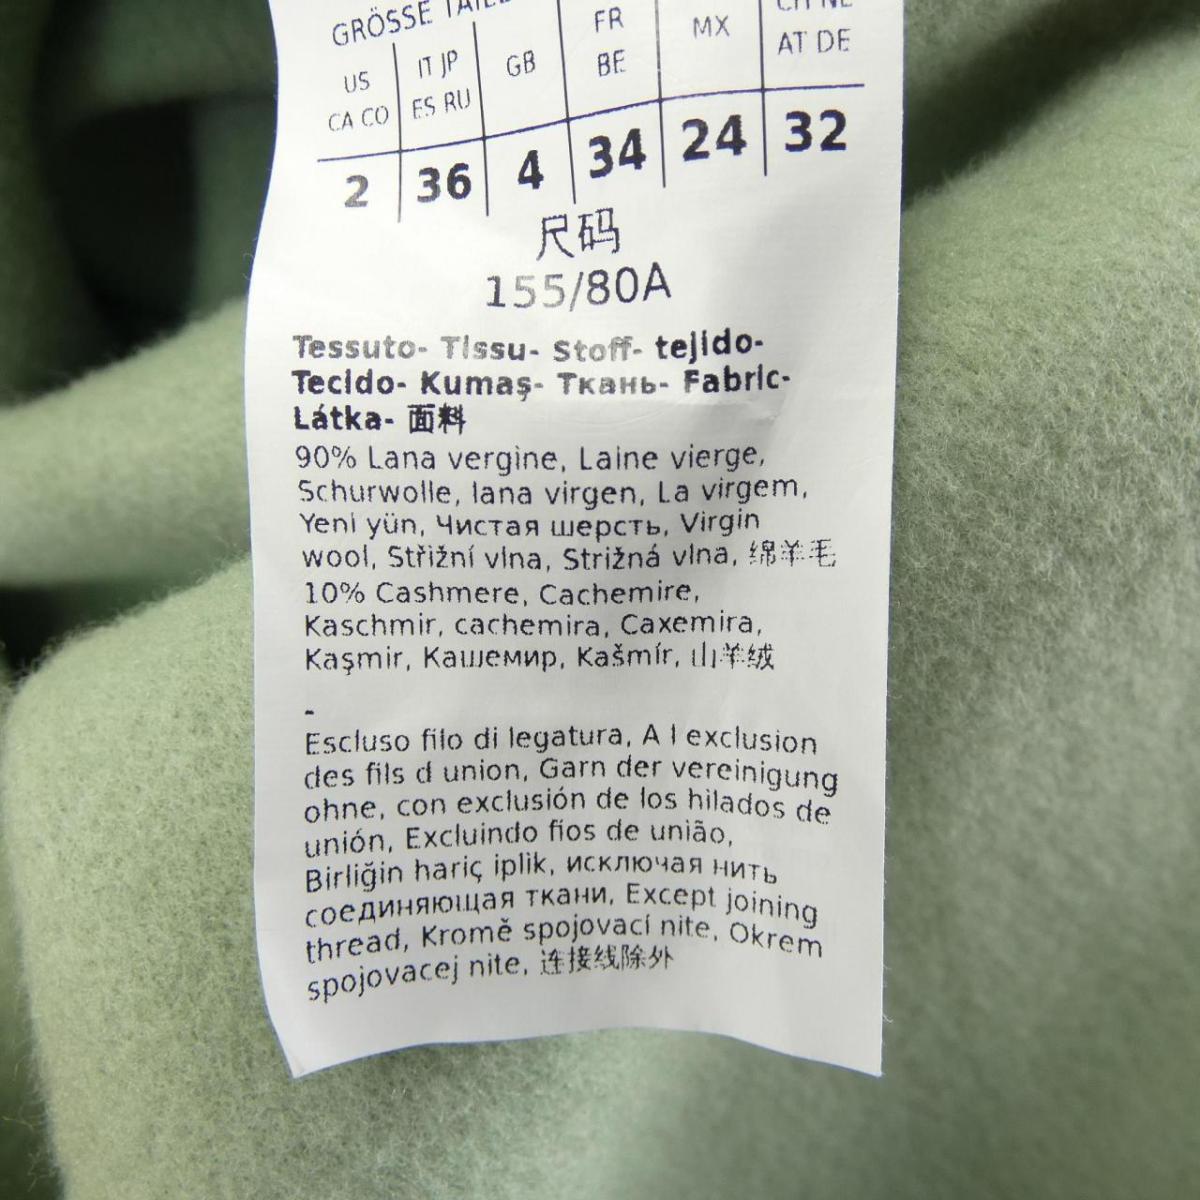 GRÖSSE
US IT JP GB FR MX
CA CO ES RU BE AT DE
2 36 4 34 24 32
尺码
155/80A
Tessuto- Tissu- Stoff- tejido-
Tecido- Kumaş- Ткань- Fabric-
Látka- 面料
90% Lana vergine, Laine vierge,
Schurwolle, lana virgen, La virgem,
Yeni yün, Чистая шерсть, Virgin
wool, Střižní vlna, Strižná vlna, 绵羊毛
10% Cashmere, Cachemire,
Kaschmir, cachemira, Caxemira,
Kaşmir, Кашемир, Kašmír, 山羊绒
-
Escluso filo di legatura, A l exclusion
des fils d union, Garn der vereinigung
ohne, con exclusión de los hilados de
unión, Excluindo fios de união,
Birliğin hariç iplik, исключая нить
соединяющая ткани, Except joining
thread, Kromě spojovací nite, Okrem
spojovacej nite, 连接线除外